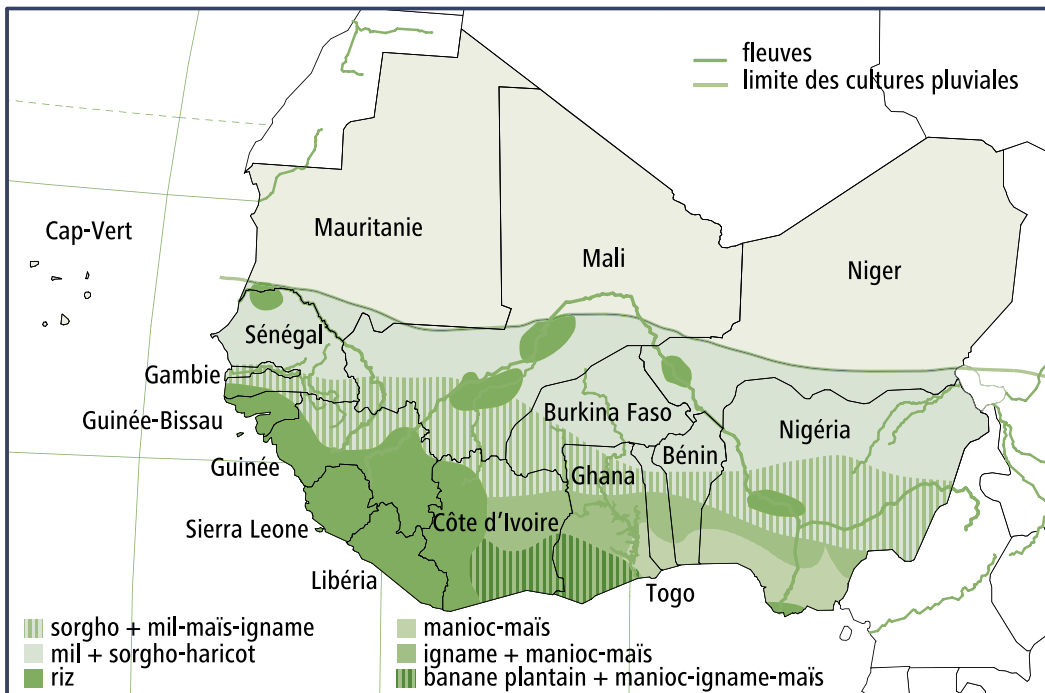 fleuves
limite des cultures pluviales
Mauritanie
Cap-Vert
Mali
Niger
Sénégal
Gambie
Burkina Faso
Guinée-Bissau
Nigéria
Bénin
Guinée
Ghana
Sierra Leone
Côte d'Ivoire
Libéria
Togo
sorgho + mil-maïs-igname
mil + sorgho-haricot
riz
manioc-maïs
igname + manioc-maïs
banane plantain + manioc-igname-maïs